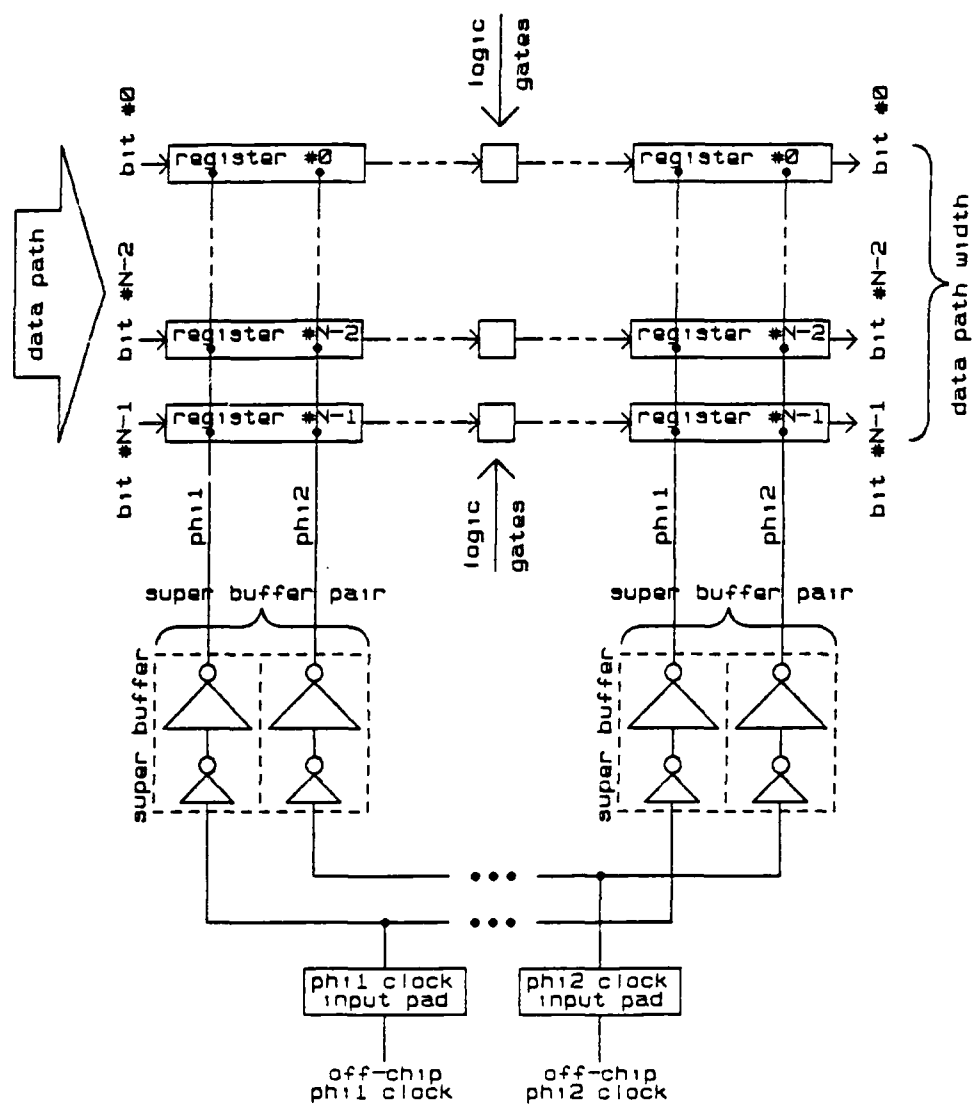 logic
gates
bit #0
register #0
register #0
bit #0
data path
bit #N-2
register #N-2
register #N-2
bit #N-2
data path width
bit #N-1
register #N-1
register #N-1
bit #N-1
phi1
phi2
logic
gates
phi1
phi2
super buffer pair
super buffer pair
super buffer
super buffer
phi1 clock
input pad
phi2 clock
input pad
off-chip
phi1 clock
off-chip
phi2 clock